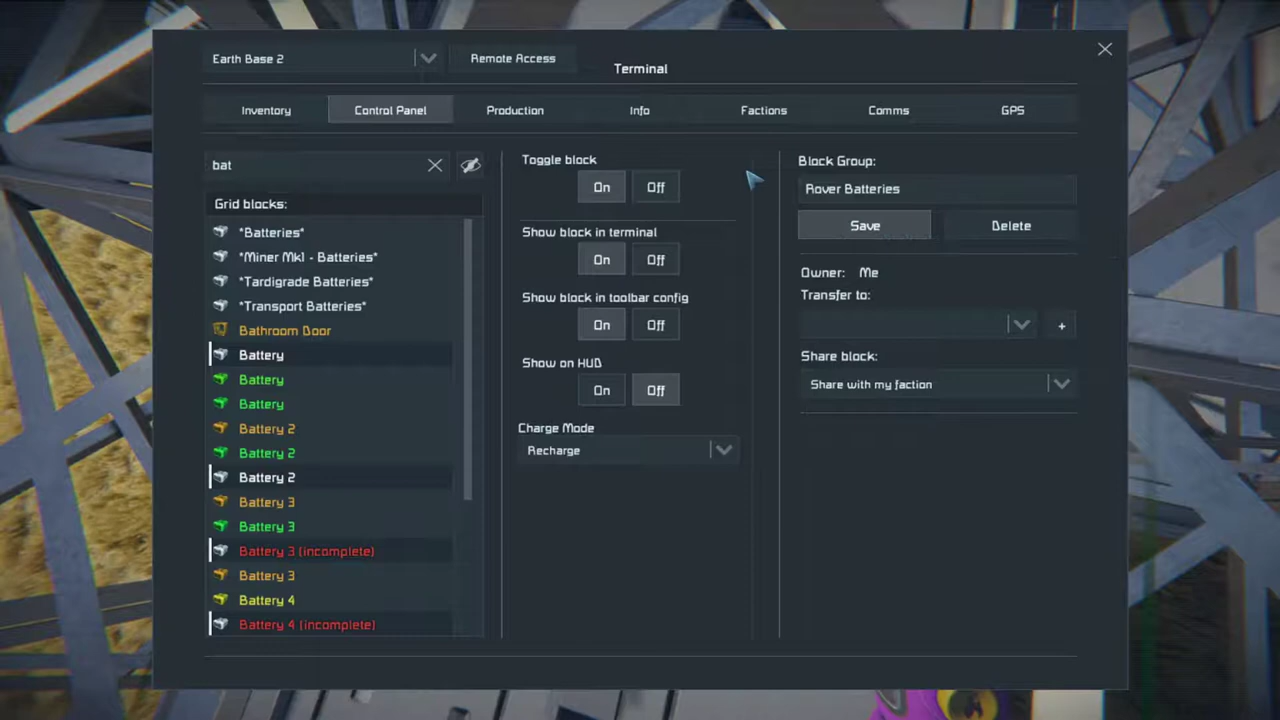 Earth Base 2
Remote Access
Terminal
Inventory
Control Panel
Production
Info
Factions
Comms
GPS
bat
Grid blocks:
*Batteries*
*Miner Mk1 - Batteries*
*Tardigrade Batteries*
*Transport Batteries*
Bathroom Door
Battery
Battery
Battery
Battery 2
Battery 2
Battery 2
Battery 3
Battery 3
Battery 3 (incomplete)
Battery 3
Battery 4
Battery 4 (incomplete)
Toggle block
On Off
Show block in terminal
On Off
Show block in toolbar config
On Off
Show on HUD
On Off
Charge Mode
Recharge
Block Group:
Rover Batteries
Save Delete
Owner: Me
Transfer to:
+
Share block:
Share with my faction